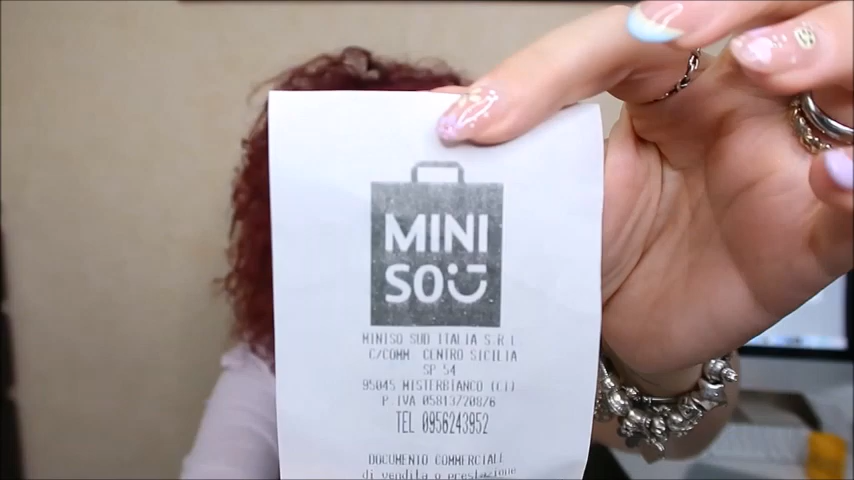 MINI
SO
MINISO SUD ITALIA S.R.L
C/COMM CENTRO SICILIA
SP 54
95045 MISTERBIANCO (CT)
P.IVA 05813720876
TEL 0956243952
DOCUMENTO COMMERCIALE
di vendita o prestazione